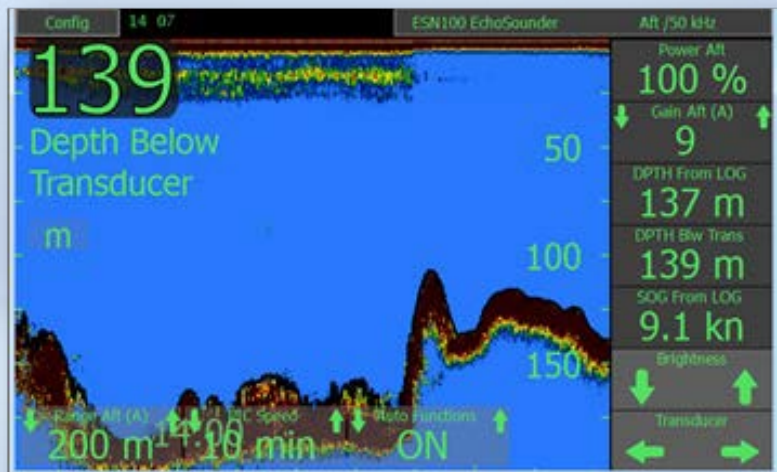 Config 14 07 ESN100 EchoSounder Aft /50 kHz
139
Depth Below
Transducer
m
50
100
150
Power Aft
100 %
Gain Aft (A)
9
DPTH From LOG
137 m
DPTH Blw Trans
139 m
SOG From LOG
9.1 kn
Brightness
Transducer
Range Aft (A)
200 m
14:00
Speed
10 min
Auto Functions
ON